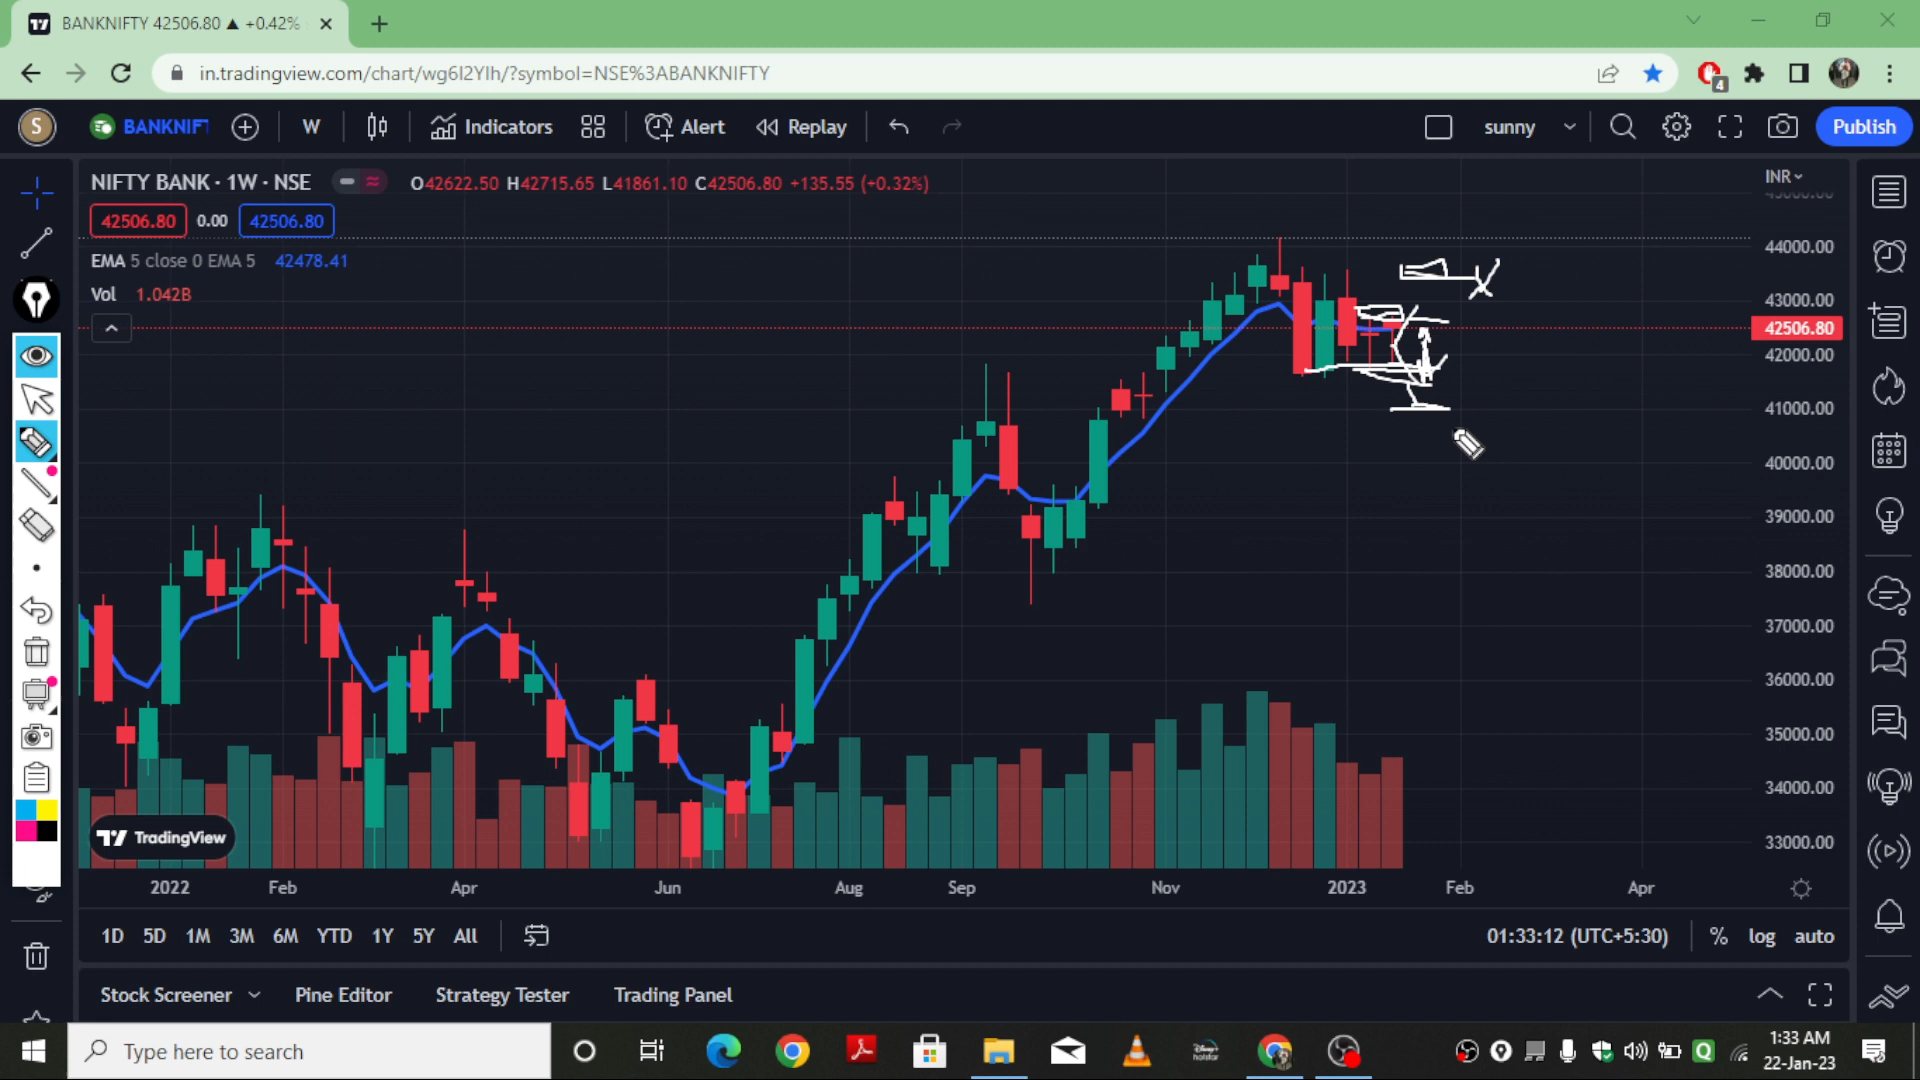 BANKNIFTY 42506.80 ▲ +0.42%
in.tradingview.com/chart/wg6I2YIh/?symbol=NSE%3ABANKNIFTY
4
S
BANKNIFT
W
Indicators
Alert
Replay
sunny
Publish
NIFTY BANK · 1W · NSE
O42622.50 H42715.65 L41861.10 C42506.80 +135.55 (+0.32%)
INR
42506.80 0.00 42506.80
EMA 5 close 0 EMA 5 42478.41
Vol 1.042B
45000.00
44000.00
43000.00
42506.80
42000.00
41000.00
40000.00
39000.00
38000.00
37000.00
36000.00
35000.00
34000.00
33000.00
TradingView
2022 Feb Apr Jun Aug Sep Nov 2023 Feb Apr
1D 5D 1M 3M 6M YTD 1Y 5Y All
01:33:12 (UTC+5:30) % log auto
Stock Screener Pine Editor Strategy Tester Trading Panel
Type here to search
Disney+ hotstar
1:33 AM
22-Jan-23